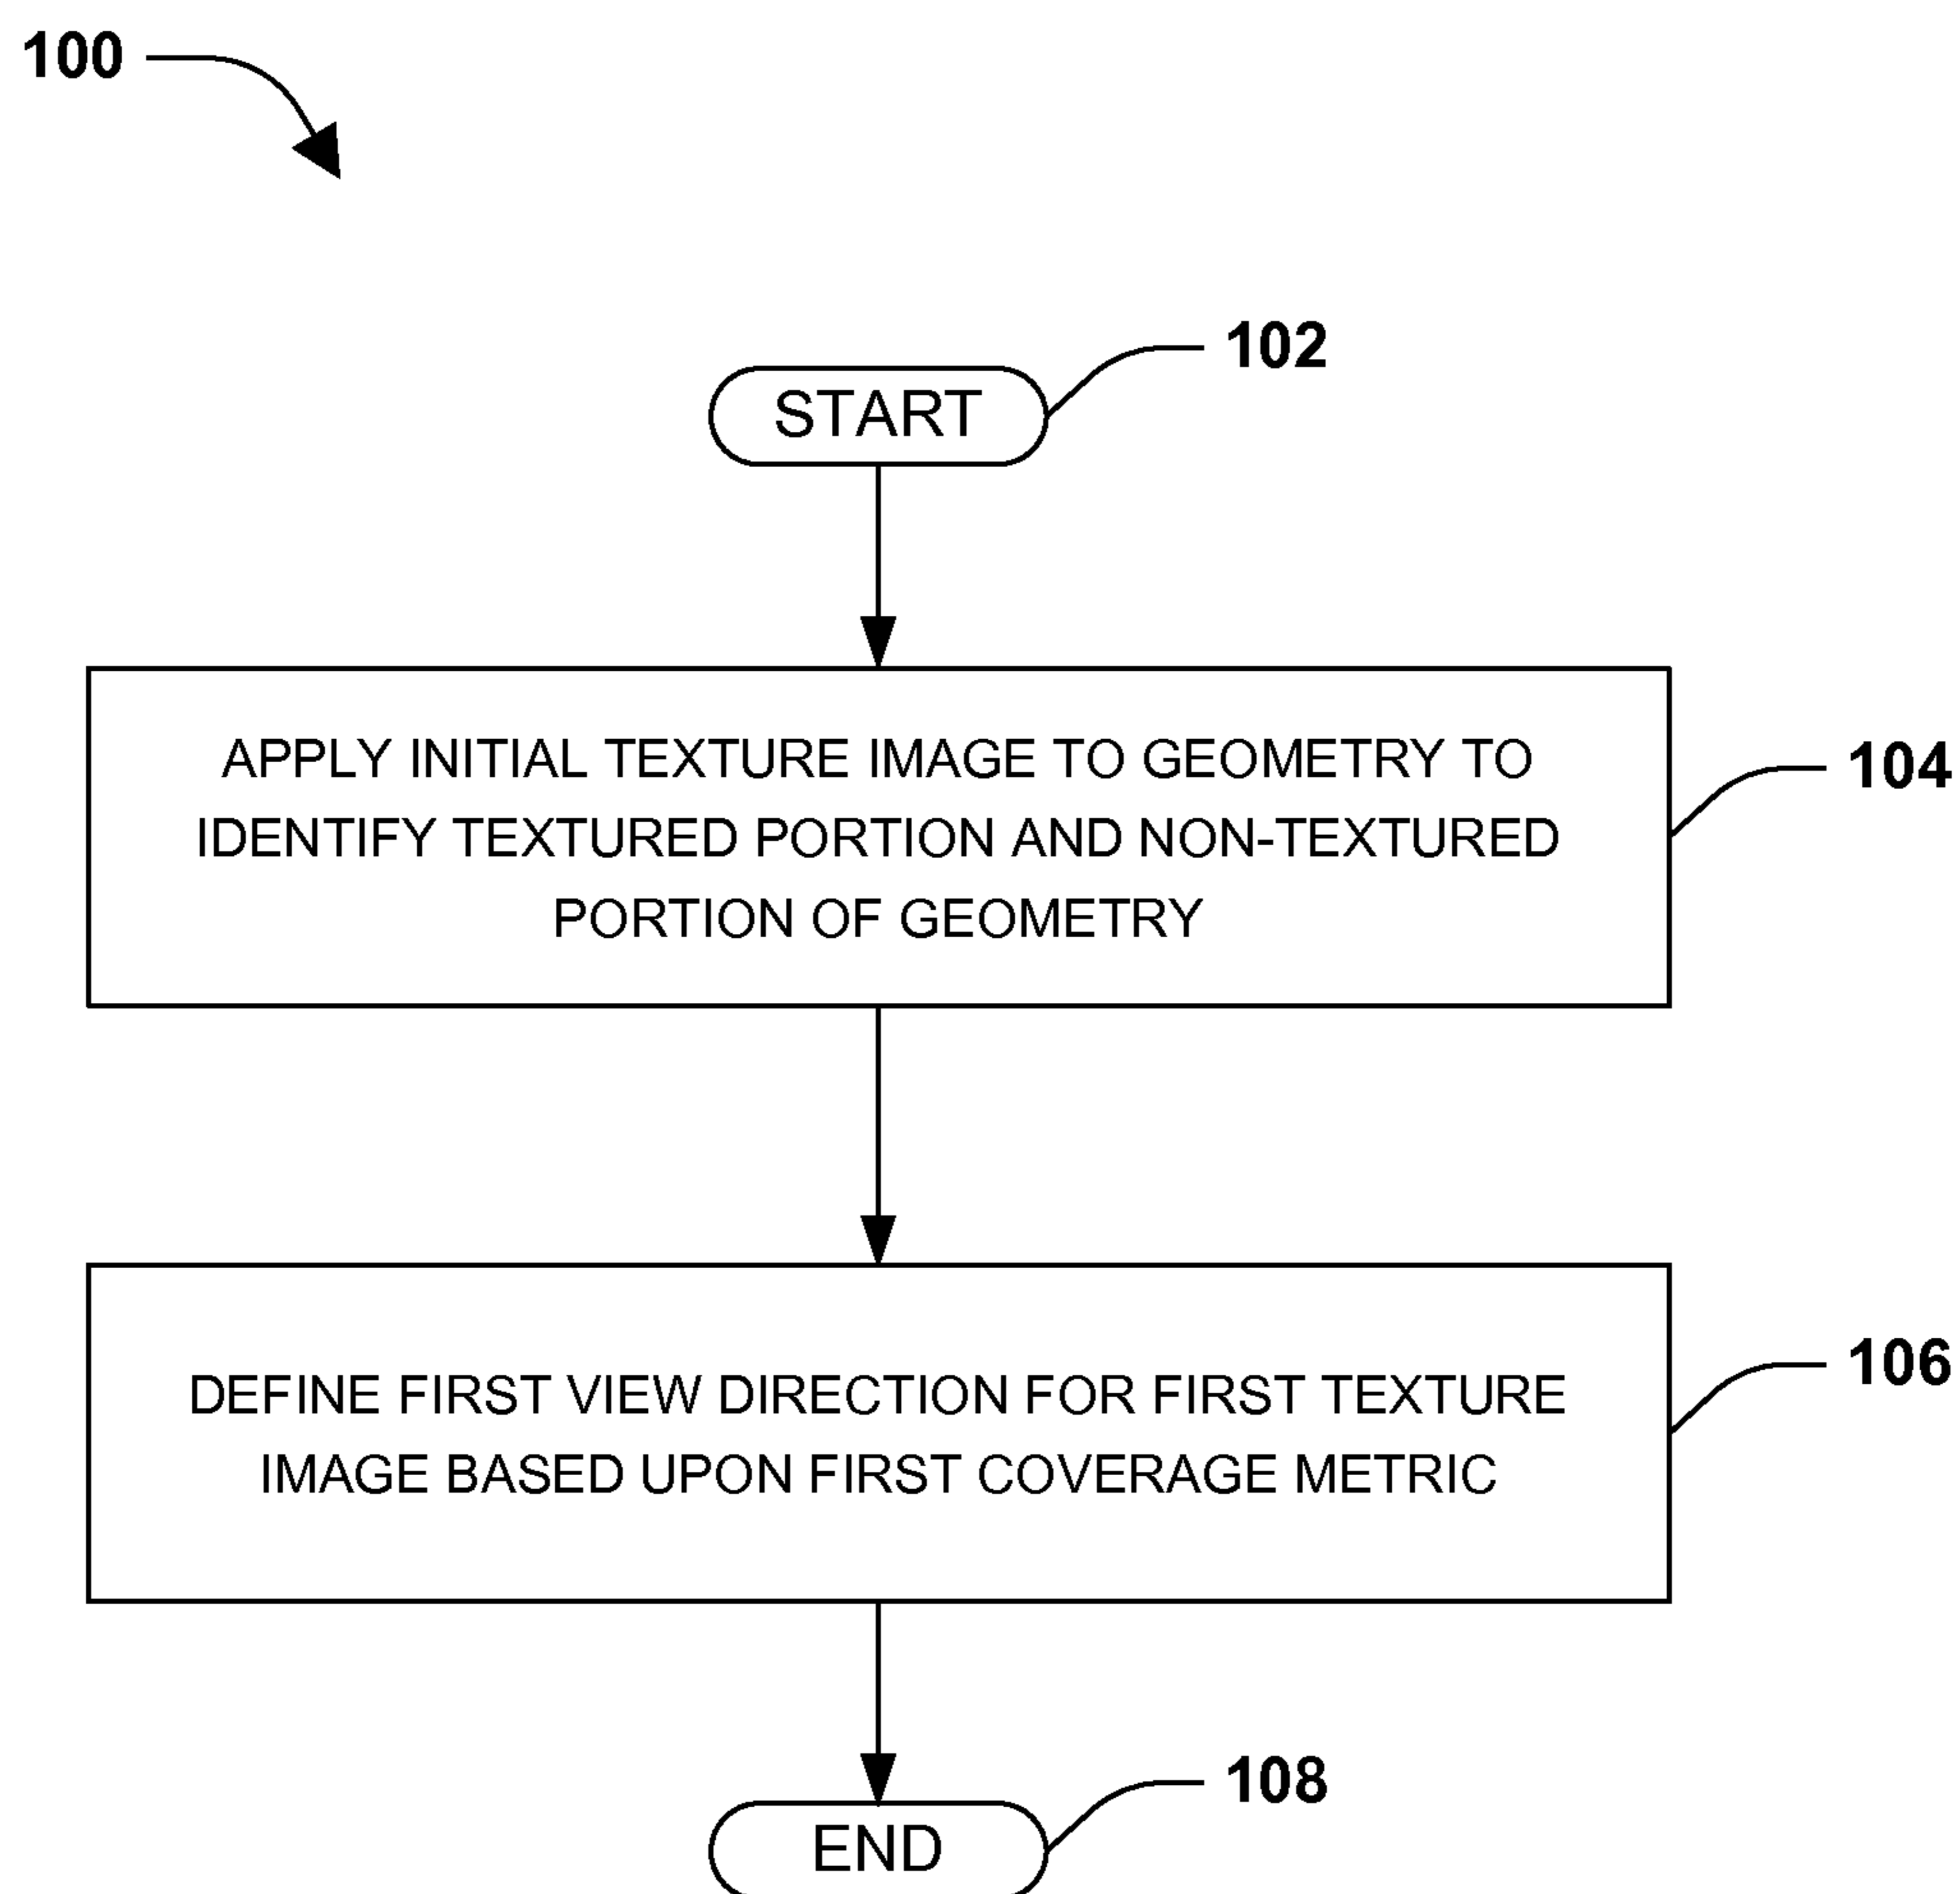 100
102
START
APPLY INITIAL TEXTURE IMAGE TO GEOMETRY TO
IDENTIFY TEXTURED PORTION AND NON-TEXTURED
PORTION OF GEOMETRY
104
DEFINE FIRST VIEW DIRECTION FOR FIRST TEXTURE
IMAGE BASED UPON FIRST COVERAGE METRIC
106
108
END